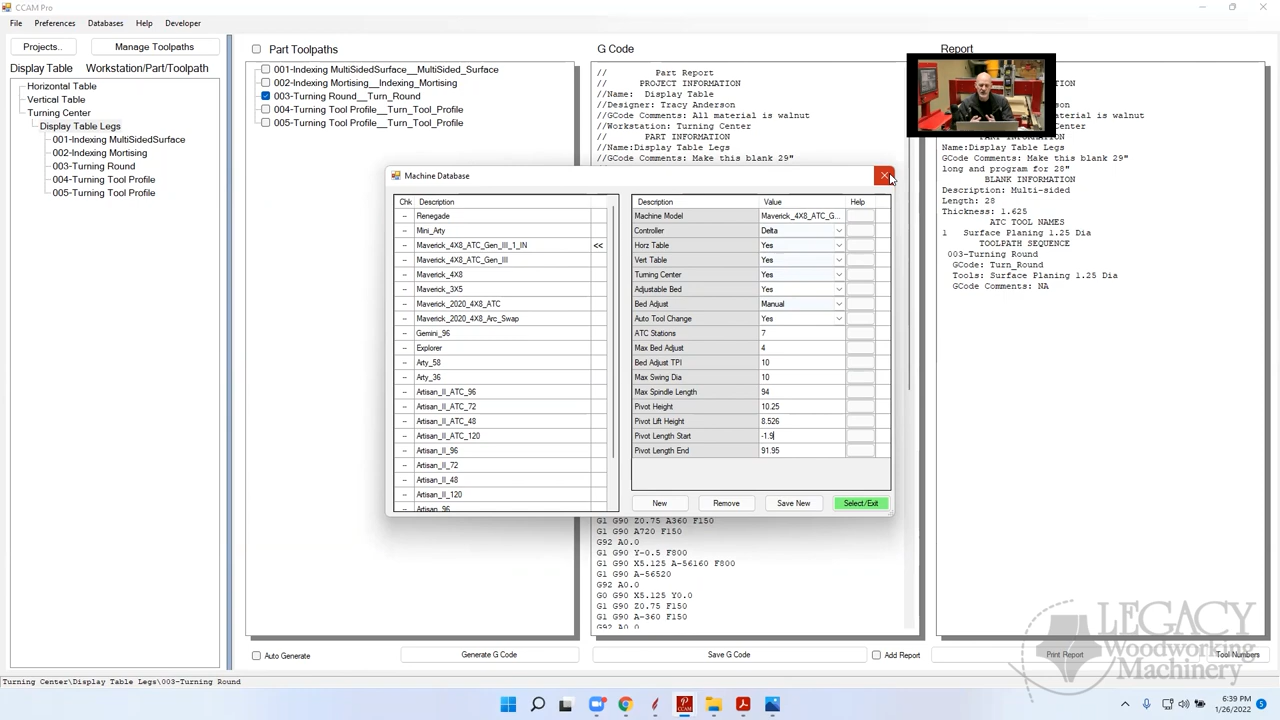 CCAM Pro
File Preferences Databases Help Developer
Projects.. Manage Toolpaths
Display Table Workstation/Part/Toolpath
Horizontal Table
Vertical Table
Turning Center
Display Table Legs
001-Indexing MultiSidedSurface
002-Indexing Mortising
003-Turning Round
004-Turning Tool Profile
005-Turning Tool Profile
Part Toolpaths
001-Indexing MultiSidedSurface__MultiSided_Surface
002-Indexing Mortising__Indexing_Mortising
003-Turning Round__Turn_Round
004-Turning Tool Profile__Turn_Tool_Profile
005-Turning Tool Profile__Turn_Tool_Profile
G Code
// Part Report
// PROJECT INFORMATION
//Name: Display Table
//Designer: Tracy Anderson
//GCode Comments: All material is walnut
//Workstation: Turning Center
// PART INFORMATION
//Name:Display Table Legs
//GCode Comments: Make this blank 29"
Machine Database
Chk Description
-- Renegade
-- Mini_Arty
-- Maverick_4X8_ATC_Gen_III_1_IN <<
-- Maverick_4X8_ATC_Gen_III
-- Maverick_4X8
-- Maverick_3X5
-- Maverick_2020_4X8_ATC
-- Maverick_2020_4X8_Arc_Swap
-- Gemini_96
-- Explorer
-- Arty_58
-- Arty_36
-- Artisan_II_ATC_96
-- Artisan_II_ATC_72
-- Artisan_II_ATC_48
-- Artisan_II_ATC_120
-- Artisan_II_96
-- Artisan_II_72
-- Artisan_II_48
-- Artisan_II_120
-- Artisan_96
Description Value Help
Machine Model Maverick_4X8_ATC_G...
Controller Delta
Horz Table Yes
Vert Table Yes
Turning Center Yes
Adjustable Bed Yes
Bed Adjust Manual
Auto Tool Change Yes
ATC Stations 7
Max Bed Adjust 4
Bed Adjust TPI 10
Max Swing Dia 10
Max Spindle Length 94
Pivot Height 10.25
Pivot Lift Height 8.526
Pivot Length Start -1.9
Pivot Length End 91.95
New Remove Save New Select/Exit
G1 G90 Z0.75 A360 F150
G1 G90 A720 F150
G92 A0.0
G1 G90 Y-0.5 F800
G1 G90 X5.125 A-56160 F800
G1 G90 A-56520
G92 A0.0
G0 G90 X5.125 Y0.0
G1 G90 Z0.75 F150
G1 G90 A-360 F150
G92 A0.0
Report
PART INFORMATION
Name:Display Table Legs
GCode Comments: Make this blank 29"
long and program for 28"
BLANK INFORMATION
Description: Multi-sided
Length: 28
Thickness: 1.625
ATC TOOL NAMES
1 Surface Planing 1.25 Dia
TOOLPATH SEQUENCE
003-Turning Round
GCode: Turn_Round
Tools: Surface Planing 1.25 Dia
GCode Comments: NA
Auto Generate Generate G Code Save G Code Add Report Print Report Tool Numbers
LEGACY
Woodworking
Machinery
Turning Center\Display Table Legs\003-Turning Round
6:39 PM
1/26/2022
5